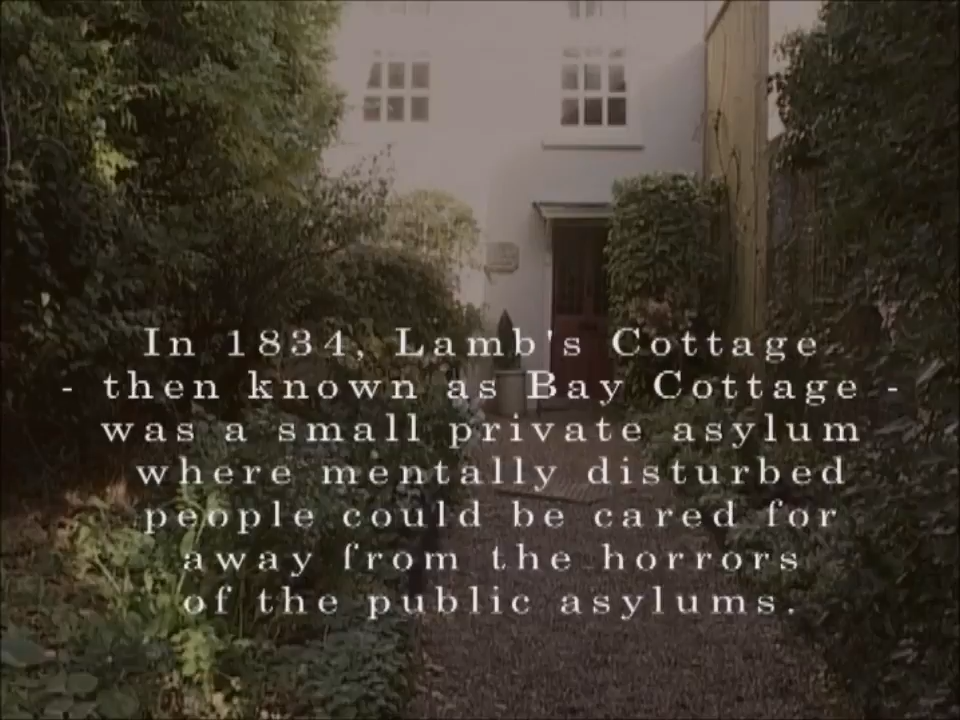 In 1834, Lamb's Cottage
- then known as Bay Cottage -
was a small private asylum
where mentally disturbed
people could be cared for
away from the horrors
of the public asylums.